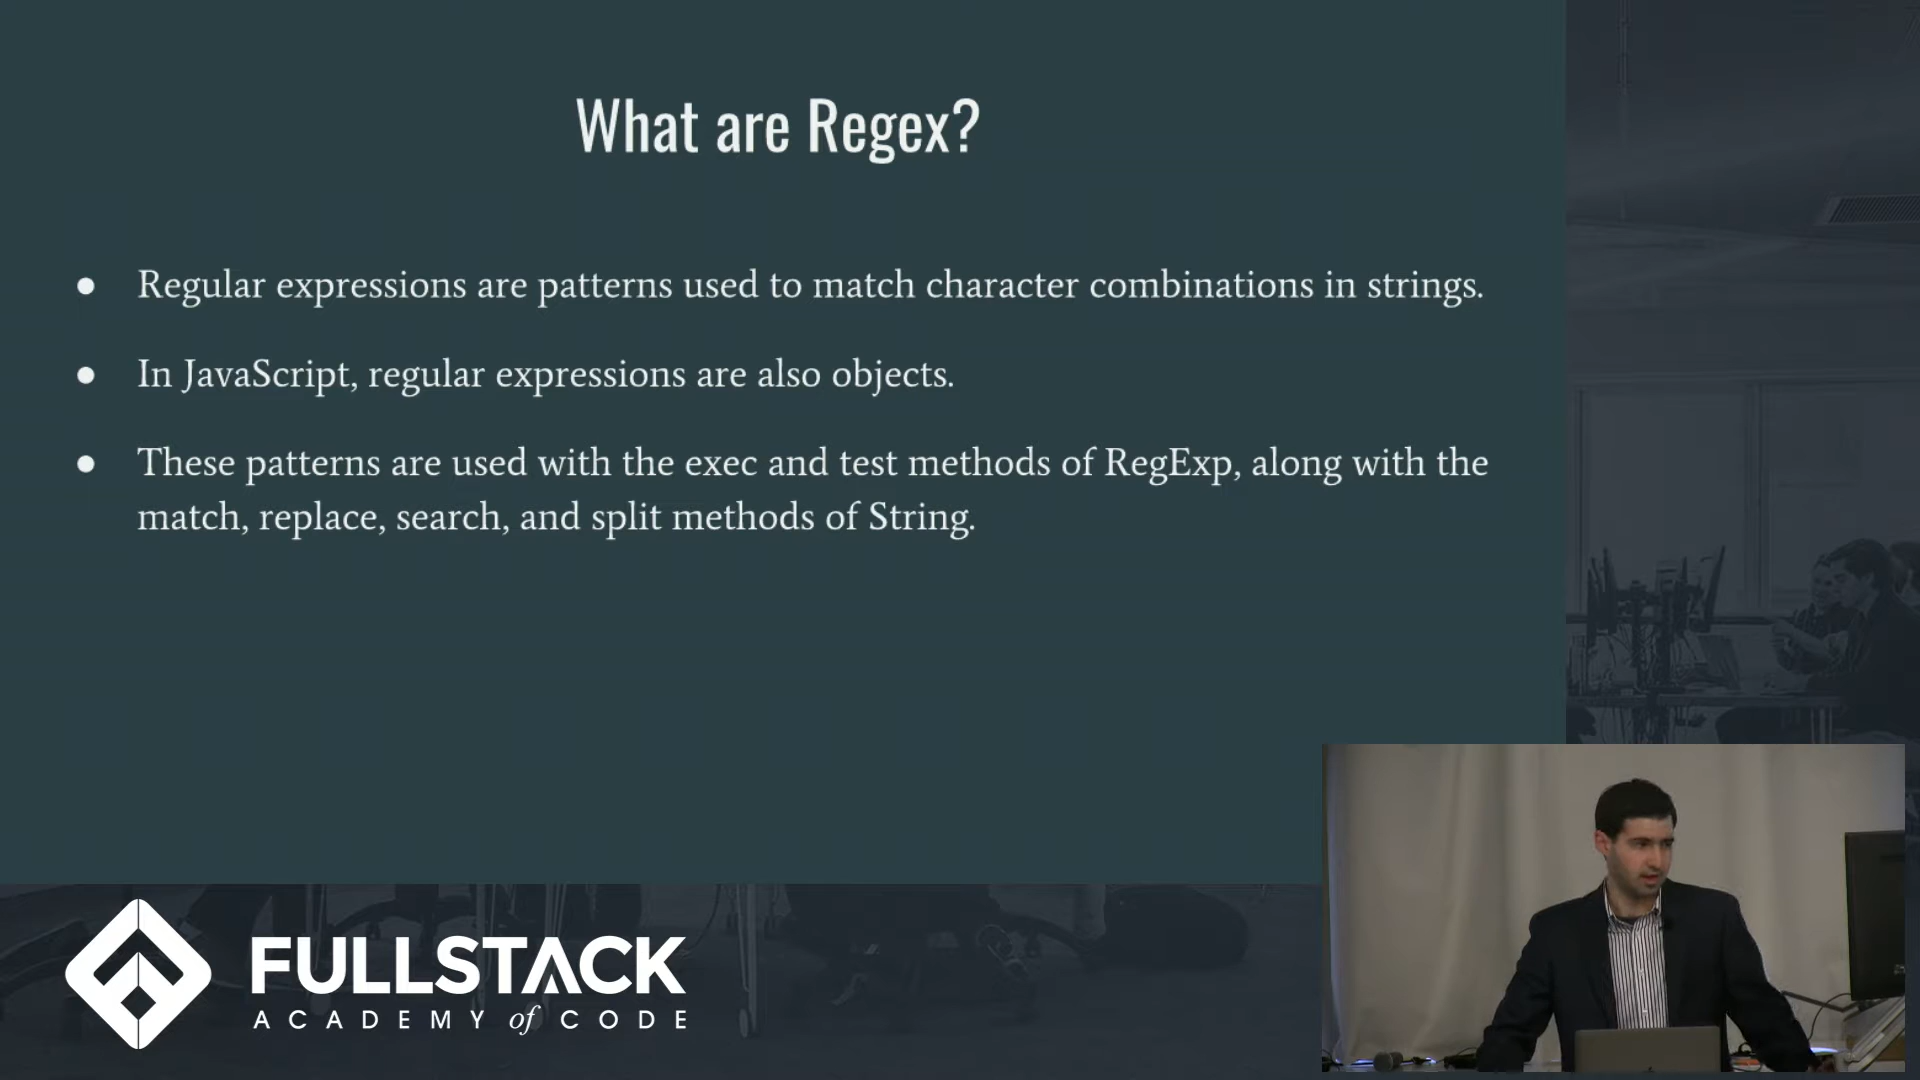 What are Regex?
● Regular expressions are patterns used to match character combinations in strings.
● In JavaScript, regular expressions are also objects.
● These patterns are used with the exec and test methods of RegExp, along with the
match, replace, search, and split methods of String.
FULLSTACK
ACADEMY of CODE